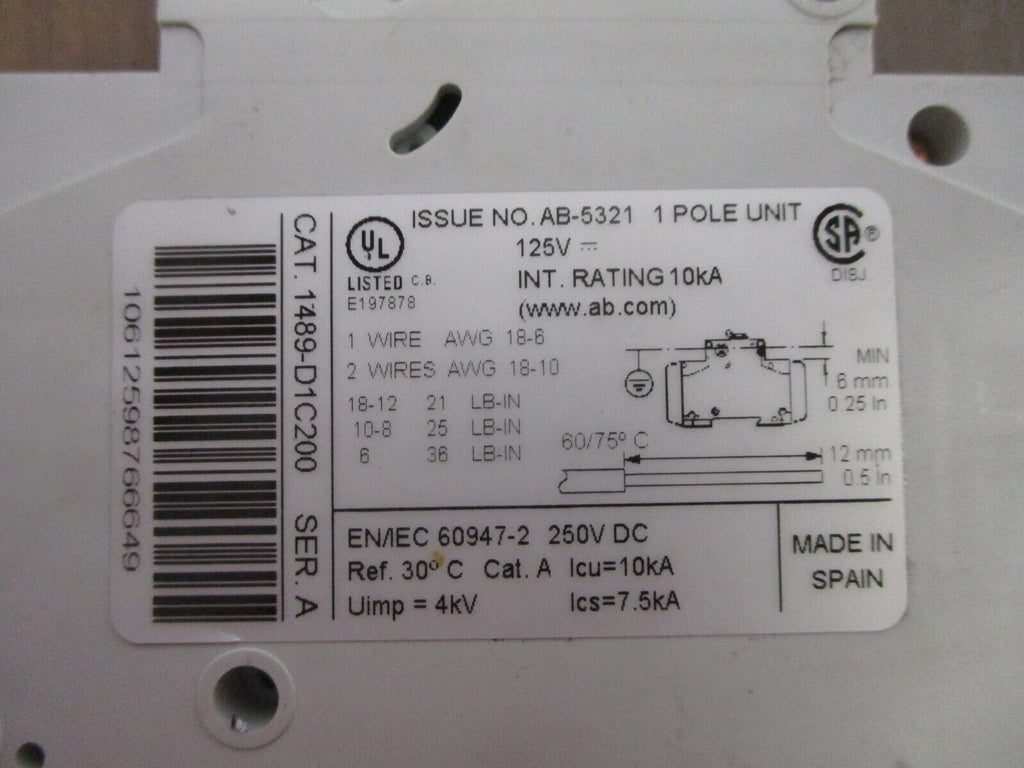 10612598766649
CAT. 1489-D1C200 SER. A
UL
LISTED C.B.
E197878
ISSUE NO. AB-5321 1 POLE UNIT
125V ⎓
INT. RATING 10kA
(www.ab.com)
SA ®
1 WIRE AWG 18-6
2 WIRES AWG 18-10
18-12 21 LB-IN
10-8 25 LB-IN
6 36 LB-IN
MIN
6 mm
0.25 In
60/75º C
12 mm
0.5 In
EN/IEC 60947-2 250V DC
Ref. 30º C Cat. A Icu=10kA
Uimp = 4kV Ics=7.5kA
MADE IN
SPAIN